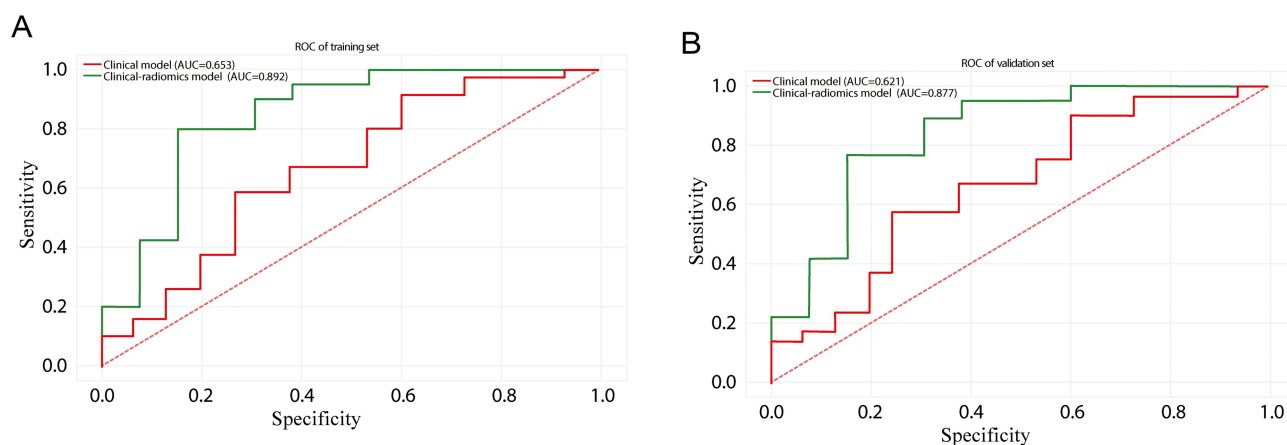 A
ROC of training set
Clinical model (AUC=0.653)
Clinical-radiomics model (AUC=0.892)
1.0
0.8
0.6
0.4
0.2
0.0
Sensitivity
0.0 0.2 0.4 0.6 0.8 1.0
Specificity
B
ROC of validation set
Clinical model (AUC=0.621)
Clinical-radiomics model (AUC=0.877)
1.0
0.8
0.6
0.4
0.2
0.0
Sensitivity
0.0 0.2 0.4 0.6 0.8 1.0
Specificity